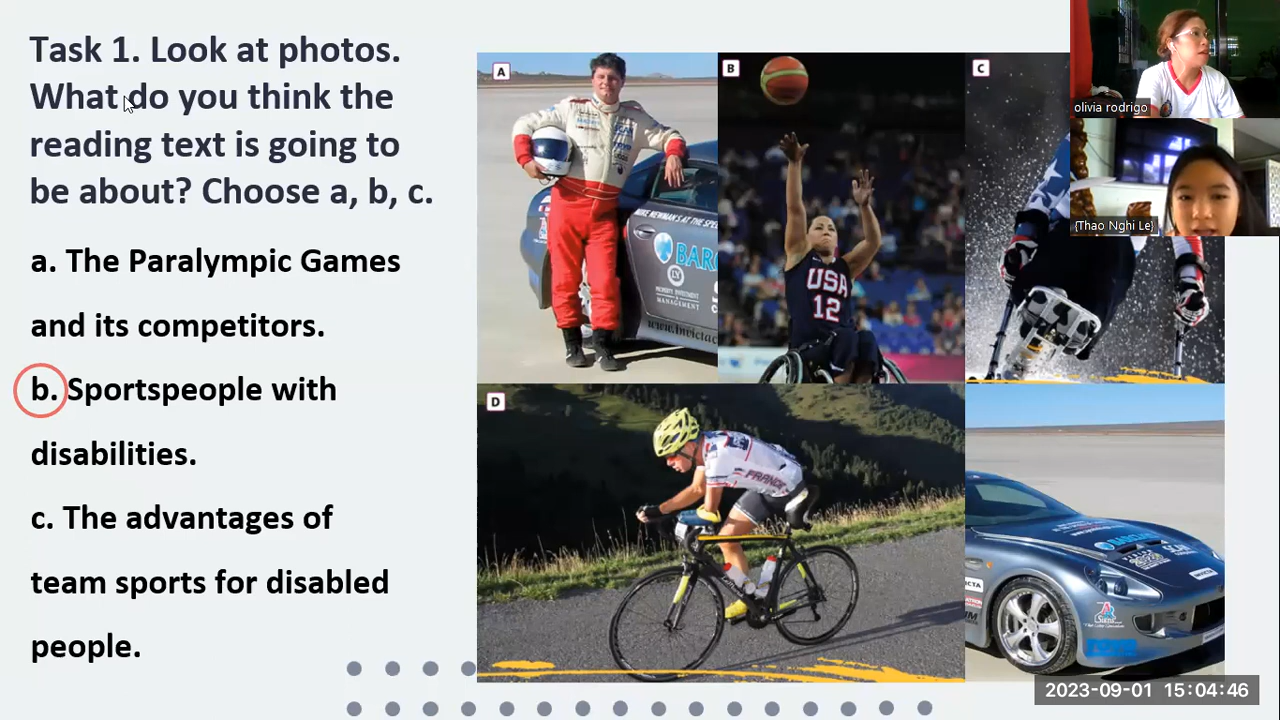 Task 1. Look at photos.
What do you think the
reading text is going to
be about? Choose a, b, c.
a. The Paralympic Games
and its competitors.
b. Sportspeople with
disabilities.
c. The advantages of
team sports for disabled
people.
A
B
C
D
USA
12
FRANCE
olivia rodrigo
{Thao Nghi Le}
2023-09-01 15:04:46